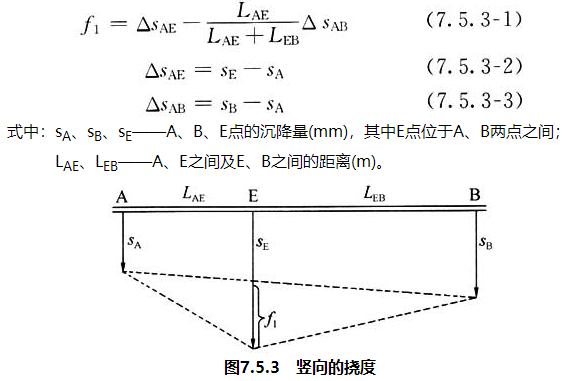 f₁ = ΔsAE − LAE / (LAE + LEB) Δ sAB (7.5.3-1)
ΔsAE = sE − sA (7.5.3-2)
ΔsAB = sB − sA (7.5.3-3)
式中：sA、sB、sE——A、B、E点的沉降量(mm)，其中E点位于A、B两点之间；
LAE、LEB——A、E之间及E、B之间的距离(m)。
A LAE E LEB B
sA sE sB
f₁
图7.5.3 竖向的挠度